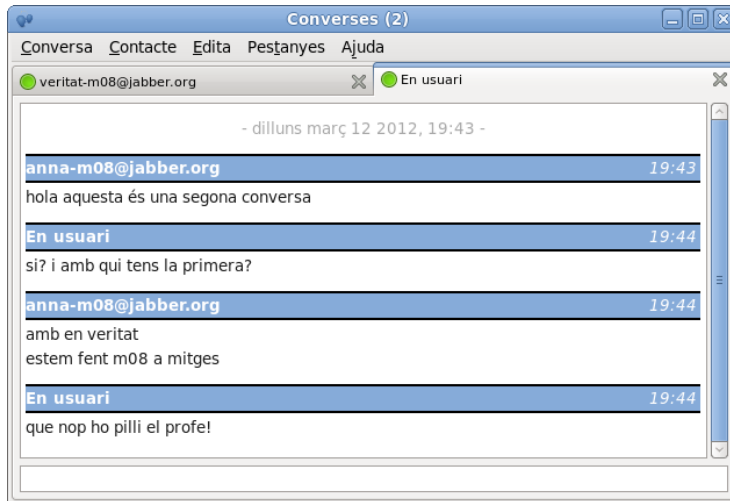 Converses (2)
Conversa Contacte Edita Pestanyes Ajuda
veritat-m08@jabber.org En usuari
- dilluns març 12 2012, 19:43 -
anna-m08@jabber.org 19:43
hola aquesta és una segona conversa
En usuari 19:44
si? i amb qui tens la primera?
anna-m08@jabber.org 19:44
amb en veritat
estem fent m08 a mitges
En usuari 19:44
que nop ho pilli el profe!